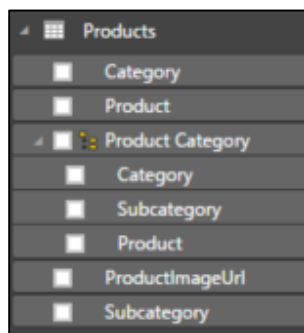 Products
Category
Product
Product Category
Category
Subcategory
Product
ProductImageUrl
Subcategory